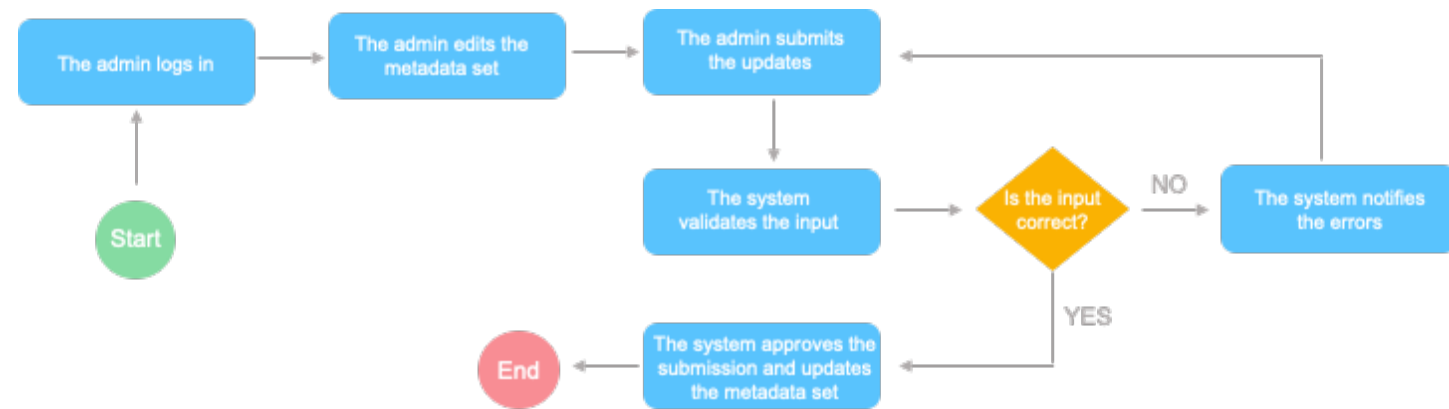 The admin logs in
The admin edits the
metadata set
The admin submits
the updates
Start
The system
validates the input
Is the input
correct?
NO
The system notifies
the errors
YES
The system approves the
submission and updates
the metadata set
End